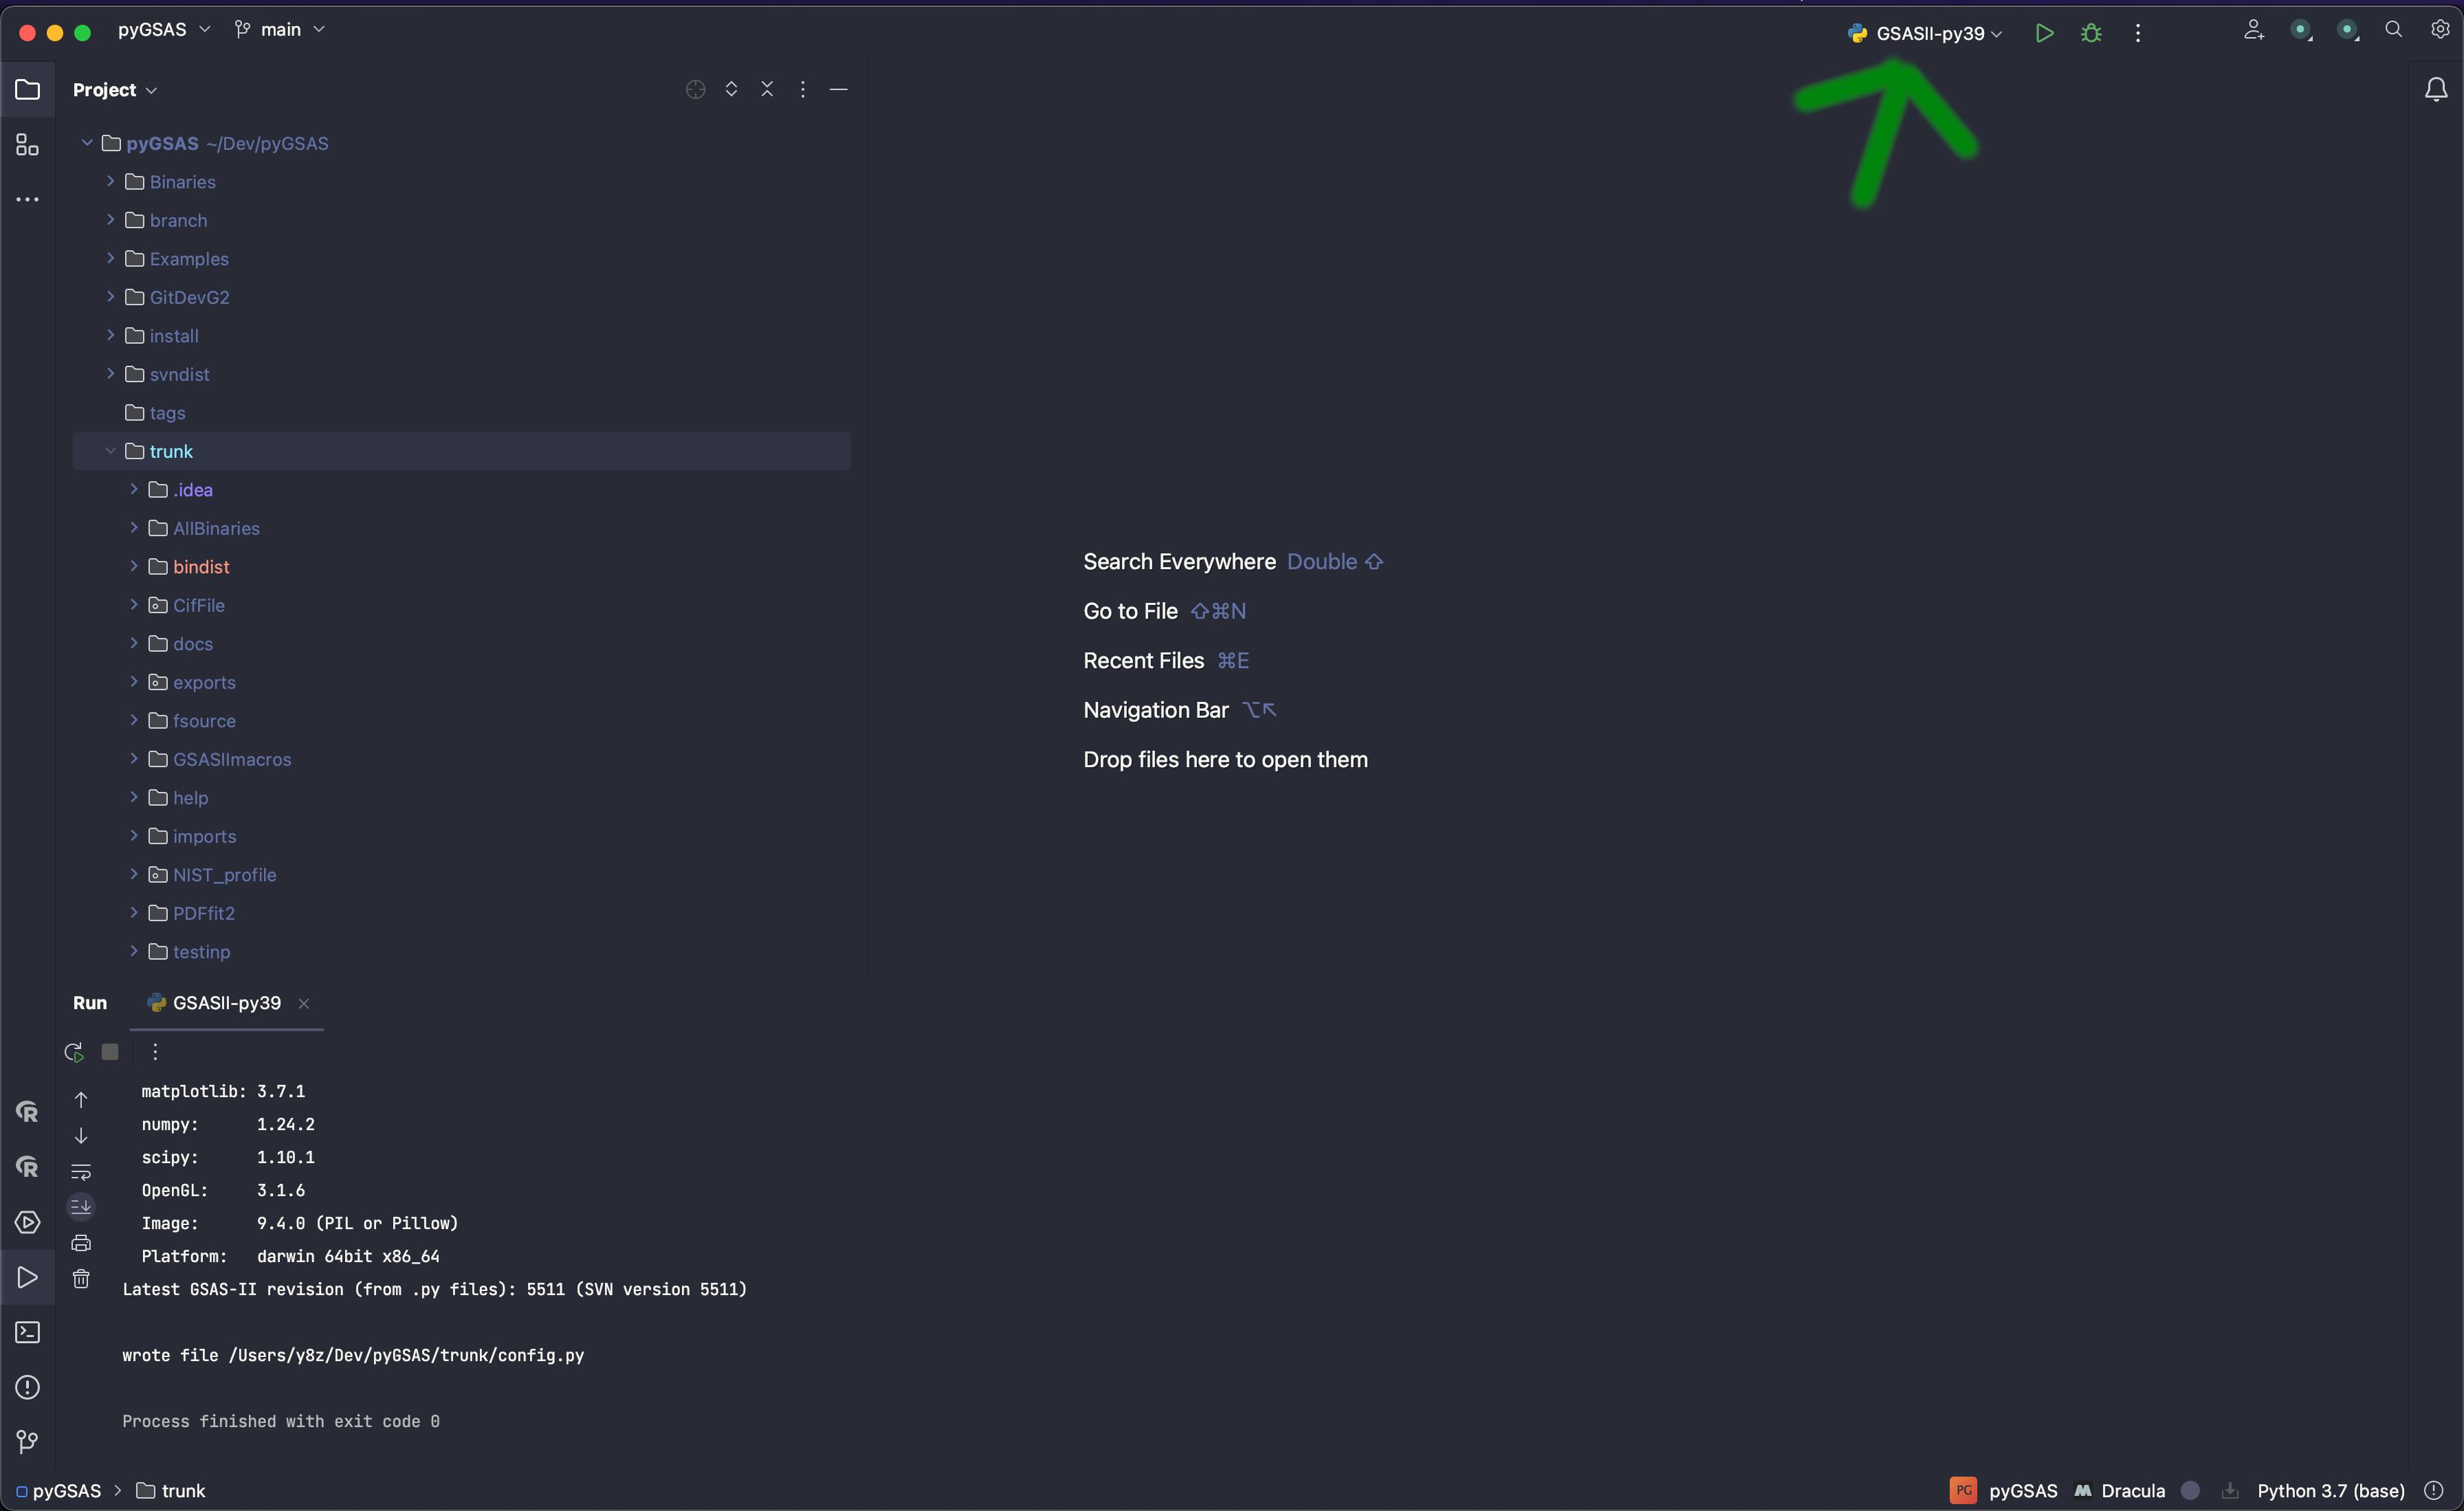 pyGSAS main GSASII-py39
Project
pyGSAS ~/Dev/pyGSAS
Binaries
branch
Examples
GitDevG2
install
svndist
tags
trunk
.idea
AllBinaries
bindist
CifFile
docs
exports
fsource
GSASIImacros
help
imports
NIST_profile
PDFfit2
testinp
Search Everywhere Double ⇧
Go to File ⇧⌘N
Recent Files ⌘E
Navigation Bar ⌥↖
Drop files here to open them
Run GSASII-py39
matplotlib: 3.7.1
numpy: 1.24.2
scipy: 1.10.1
OpenGL: 3.1.6
Image: 9.4.0 (PIL or Pillow)
Platform: darwin 64bit x86_64
Latest GSAS-II revision (from .py files): 5511 (SVN version 5511)
wrote file /Users/y8z/Dev/pyGSAS/trunk/config.py
Process finished with exit code 0
pyGSAS > trunk PG pyGSAS Dracula Python 3.7 (base)